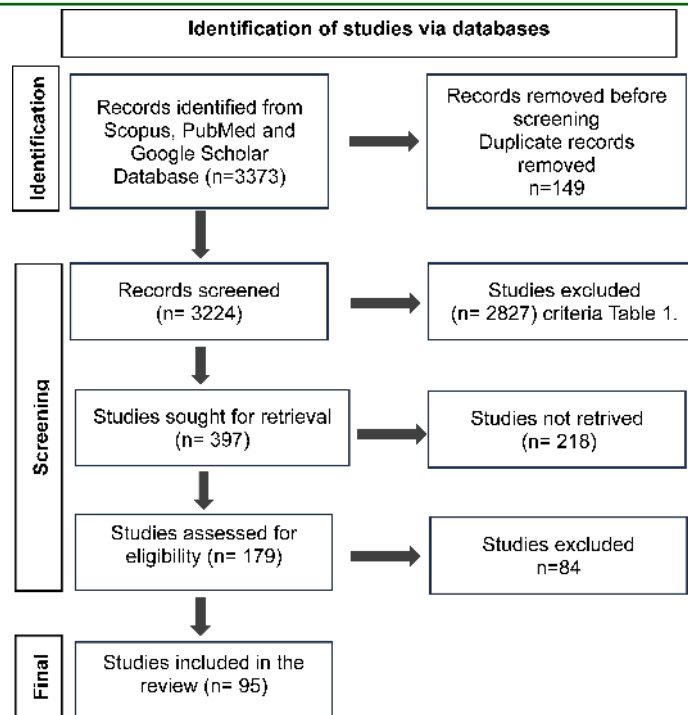 Identification of studies via databases
Identification
Records identified from
Scopus, PubMed and
Google Scholar
Database (n=3373)
Records removed before
screening
Duplicate records
removed
n=149
Screening
Records screened
(n= 3224)
Studies excluded
(n= 2827) criteria Table 1.
Studies sought for retrieval
(n= 397)
Studies not retrived
(n= 218)
Studies assessed for
eligibility (n= 179)
Studies excluded
n=84
Final
Studies included in the
review (n= 95)